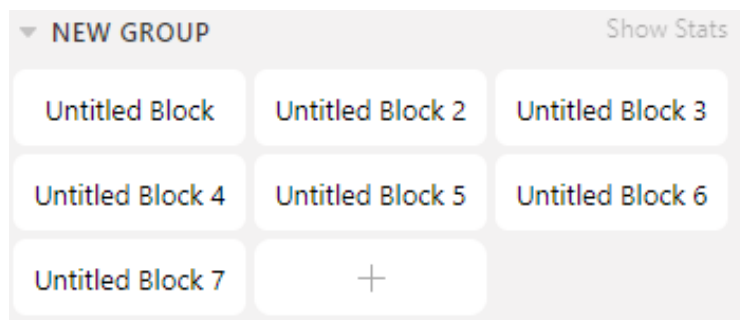 NEW GROUP Show Stats
Untitled Block Untitled Block 2 Untitled Block 3
Untitled Block 4 Untitled Block 5 Untitled Block 6
Untitled Block 7 +